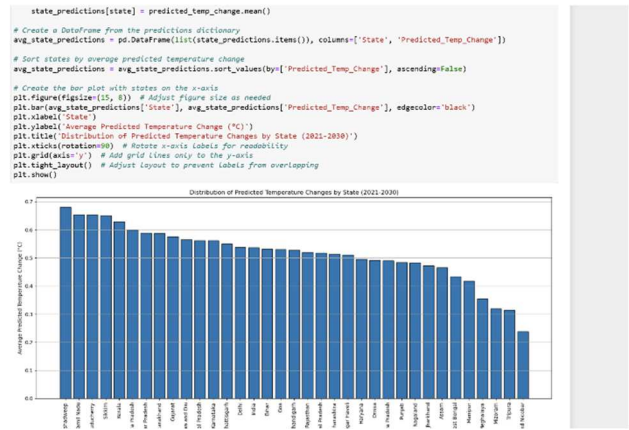 state_predictions[state] = predicted_temp_change.mean()
# Create a DataFrame from the predictions dictionary
avg_state_predictions = pd.DataFrame(list(state_predictions.items()), columns=['State', 'Predicted_Temp_Change'])
# Sort states by average predicted temperature change
avg_state_predictions = avg_state_predictions.sort_values(by=['Predicted_Temp_Change'], ascending=False)
# Create the bar plot with states on the x-axis
plt.figure(figsize=(15, 8)) # Adjust figure size as needed
plt.bar(avg_state_predictions['State'], avg_state_predictions['Predicted_Temp_Change'], edgecolor='black')
plt.xlabel('State')
plt.ylabel('Average Predicted Temperature Change (°C)')
plt.title('Distribution of Predicted Temperature Changes by State (2021-2030)')
plt.xticks(rotation=90) # Rotate x-axis labels for readability
plt.grid(axis='y') # Add grid lines only to the y-axis
plt.tight_layout() # Adjust layout to prevent labels from overlapping
plt.show()
Distribution of Predicted Temperature Changes by State (2021-2030)
Average Predicted Temperature Change (°C)
0.7
0.6
0.5
0.4
0.3
0.2
0.1
0.0
Sikkim
Kerala
Gujarat
Karnataka
Delhi
India
Bihar
Goa
Rajasthan
Haryana
Orissa
Punjab
Nagaland
Assam
Manipur
Meghalaya
Mizoram
Tripura